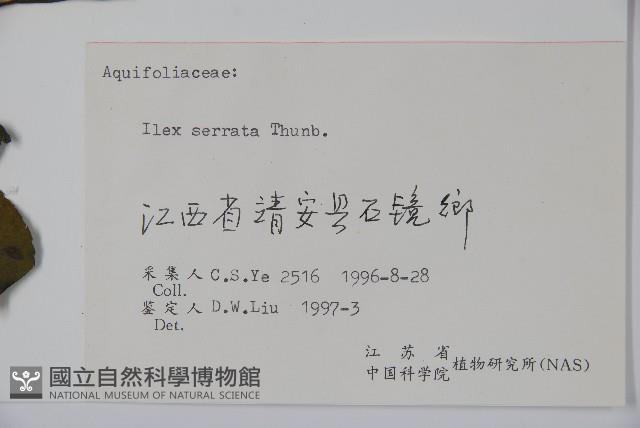 Aquifoliaceae:
Ilex serrata Thunb.
江西省靖安县石镜鄉
采集人 C.S.Ye 2516 1996-8-28
Coll.
鉴定人 D.W.Liu 1997-3
Det.
江苏省
中国科学院 植物研究所(NAS)
國立自然科學博物館
NATIONAL MUSEUM OF NATURAL SCIENCE